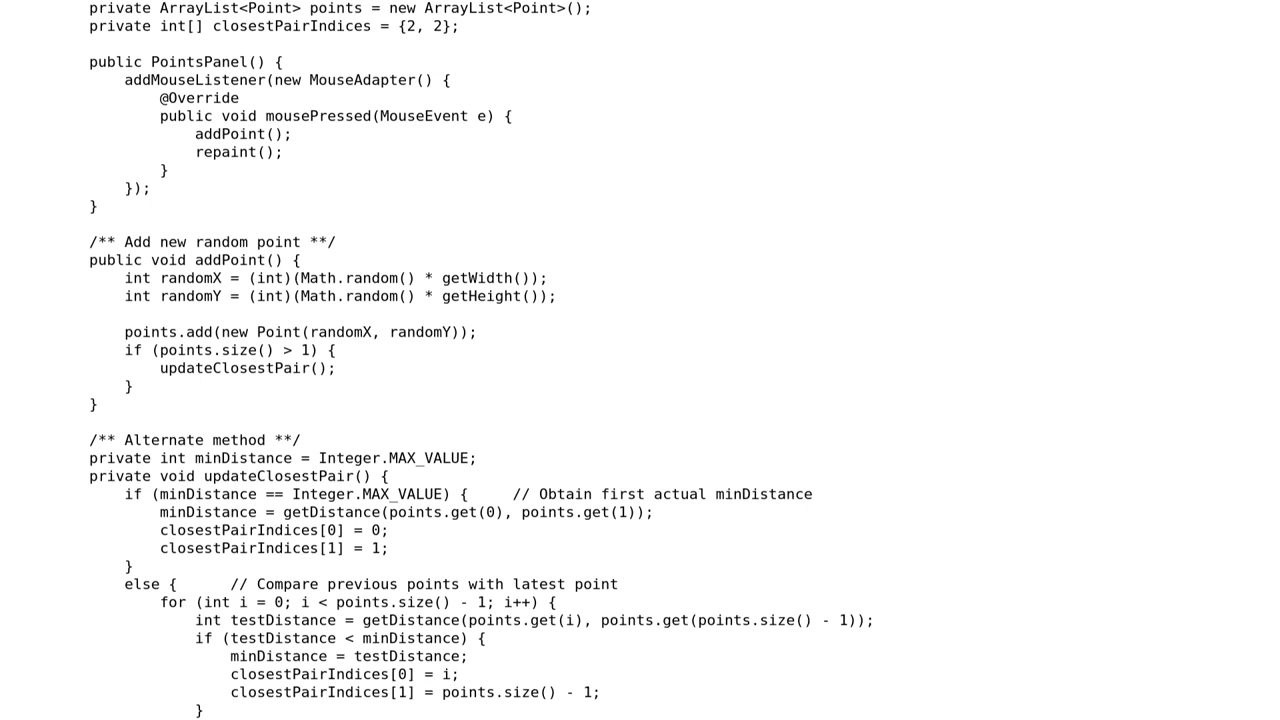 private ArrayList<Point> points = new ArrayList<Point>();
private int[] closestPairIndices = {2, 2};
public PointsPanel() {
addMouseListener(new MouseAdapter() {
@Override
public void mousePressed(MouseEvent e) {
addPoint();
repaint();
}
});
}
/** Add new random point **/
public void addPoint() {
int randomX = (int)(Math.random() * getWidth());
int randomY = (int)(Math.random() * getHeight());
points.add(new Point(randomX, randomY));
if (points.size() > 1) {
updateClosestPair();
}
}
/** Alternate method **/
private int minDistance = Integer.MAX_VALUE;
private void updateClosestPair() {
if (minDistance == Integer.MAX_VALUE) {     // Obtain first actual minDistance
minDistance = getDistance(points.get(0), points.get(1));
closestPairIndices[0] = 0;
closestPairIndices[1] = 1;
}
else {      // Compare previous points with latest point
for (int i = 0; i < points.size() - 1; i++) {
int testDistance = getDistance(points.get(i), points.get(points.size() - 1));
if (testDistance < minDistance) {
minDistance = testDistance;
closestPairIndices[0] = i;
closestPairIndices[1] = points.size() - 1;
}